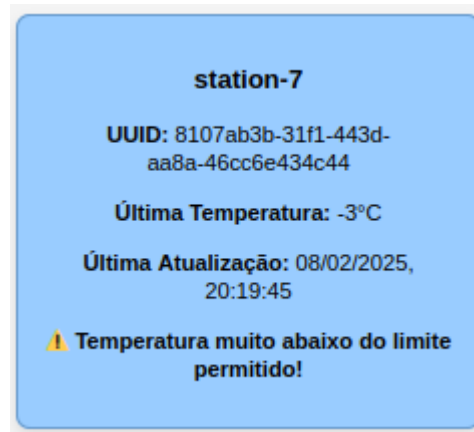 station-7
UUID: 8107ab3b-31f1-443d-
aa8a-46cc6e434c44
Última Temperatura: -3°C
Última Atualização: 08/02/2025,
20:19:45
⚠️ Temperatura muito abaixo do limite
permitido!